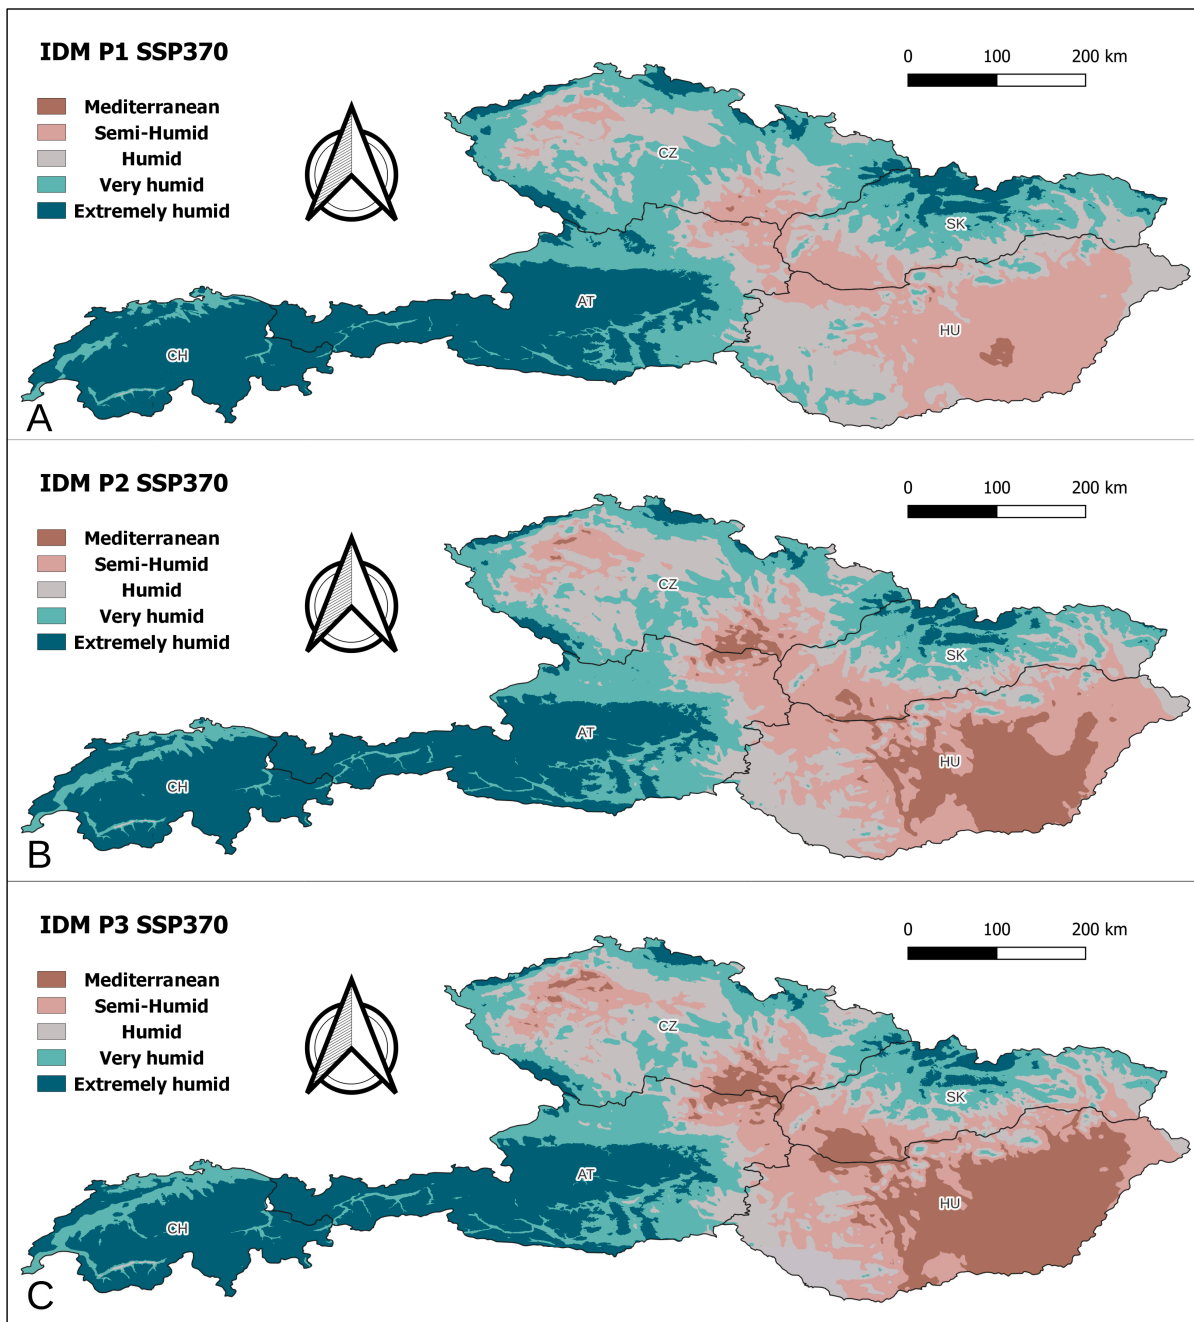 IDM P1 SSP370
0 100 200 km
Mediterranean
Semi-Humid
Humid
Very humid
Extremely humid
CZ
SK
AT
HU
CH
A
IDM P2 SSP370
0 100 200 km
Mediterranean
Semi-Humid
Humid
Very humid
Extremely humid
CZ
SK
AT
HU
CH
B
IDM P3 SSP370
0 100 200 km
Mediterranean
Semi-Humid
Humid
Very humid
Extremely humid
CZ
SK
AT
HU
CH
C